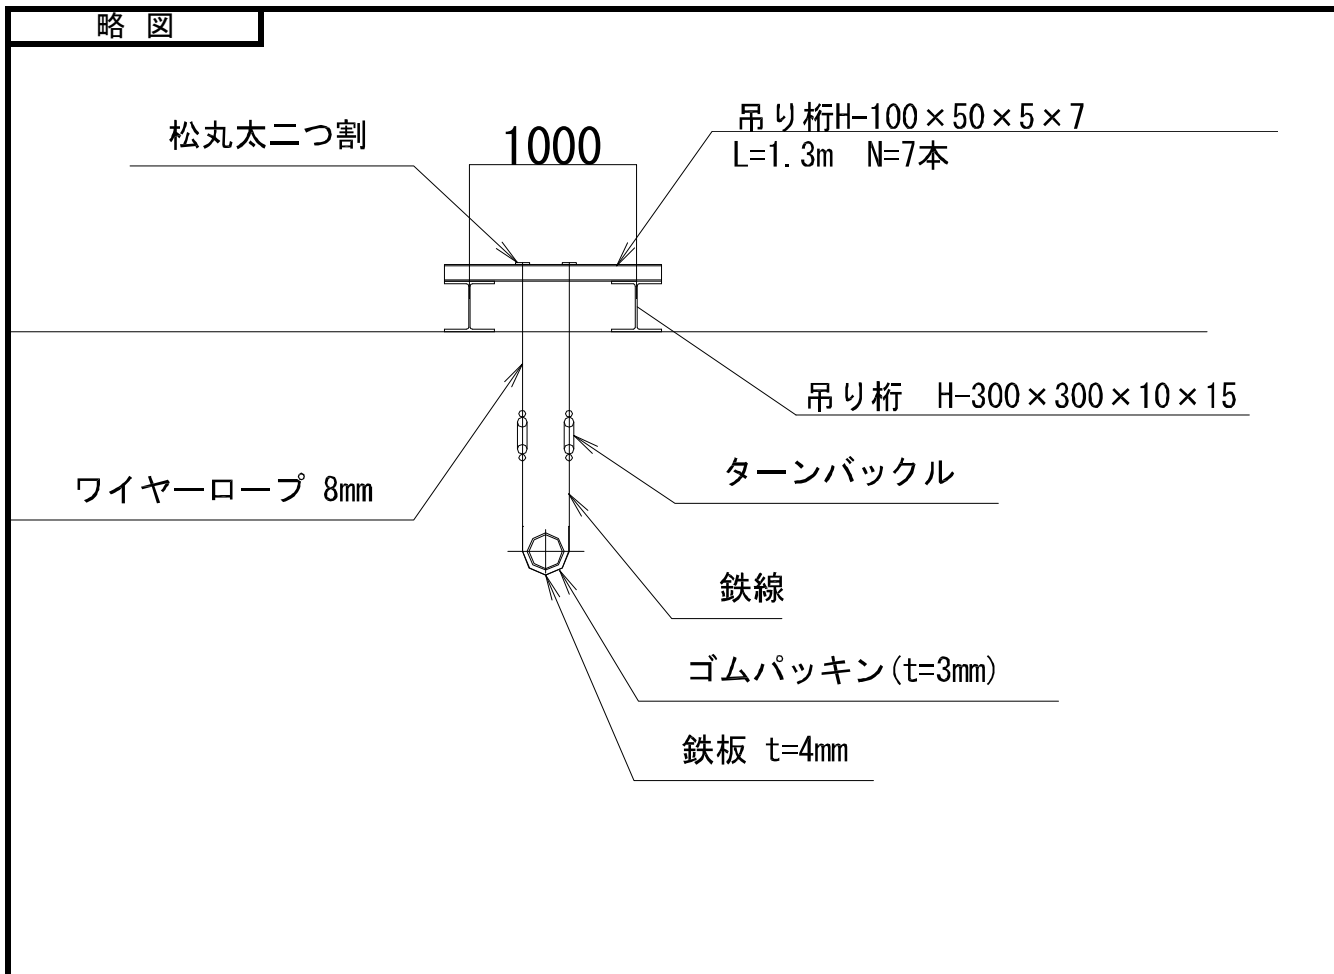 略 図
松丸太二つ割
1000
吊り桁H-100×50×5×7
L=1.3m N=7本
吊り桁 H-300×300×10×15
ターンバックル
ワイヤーロープ 8mm
鉄線
ゴムパッキン(t=3mm)
鉄板 t=4mm